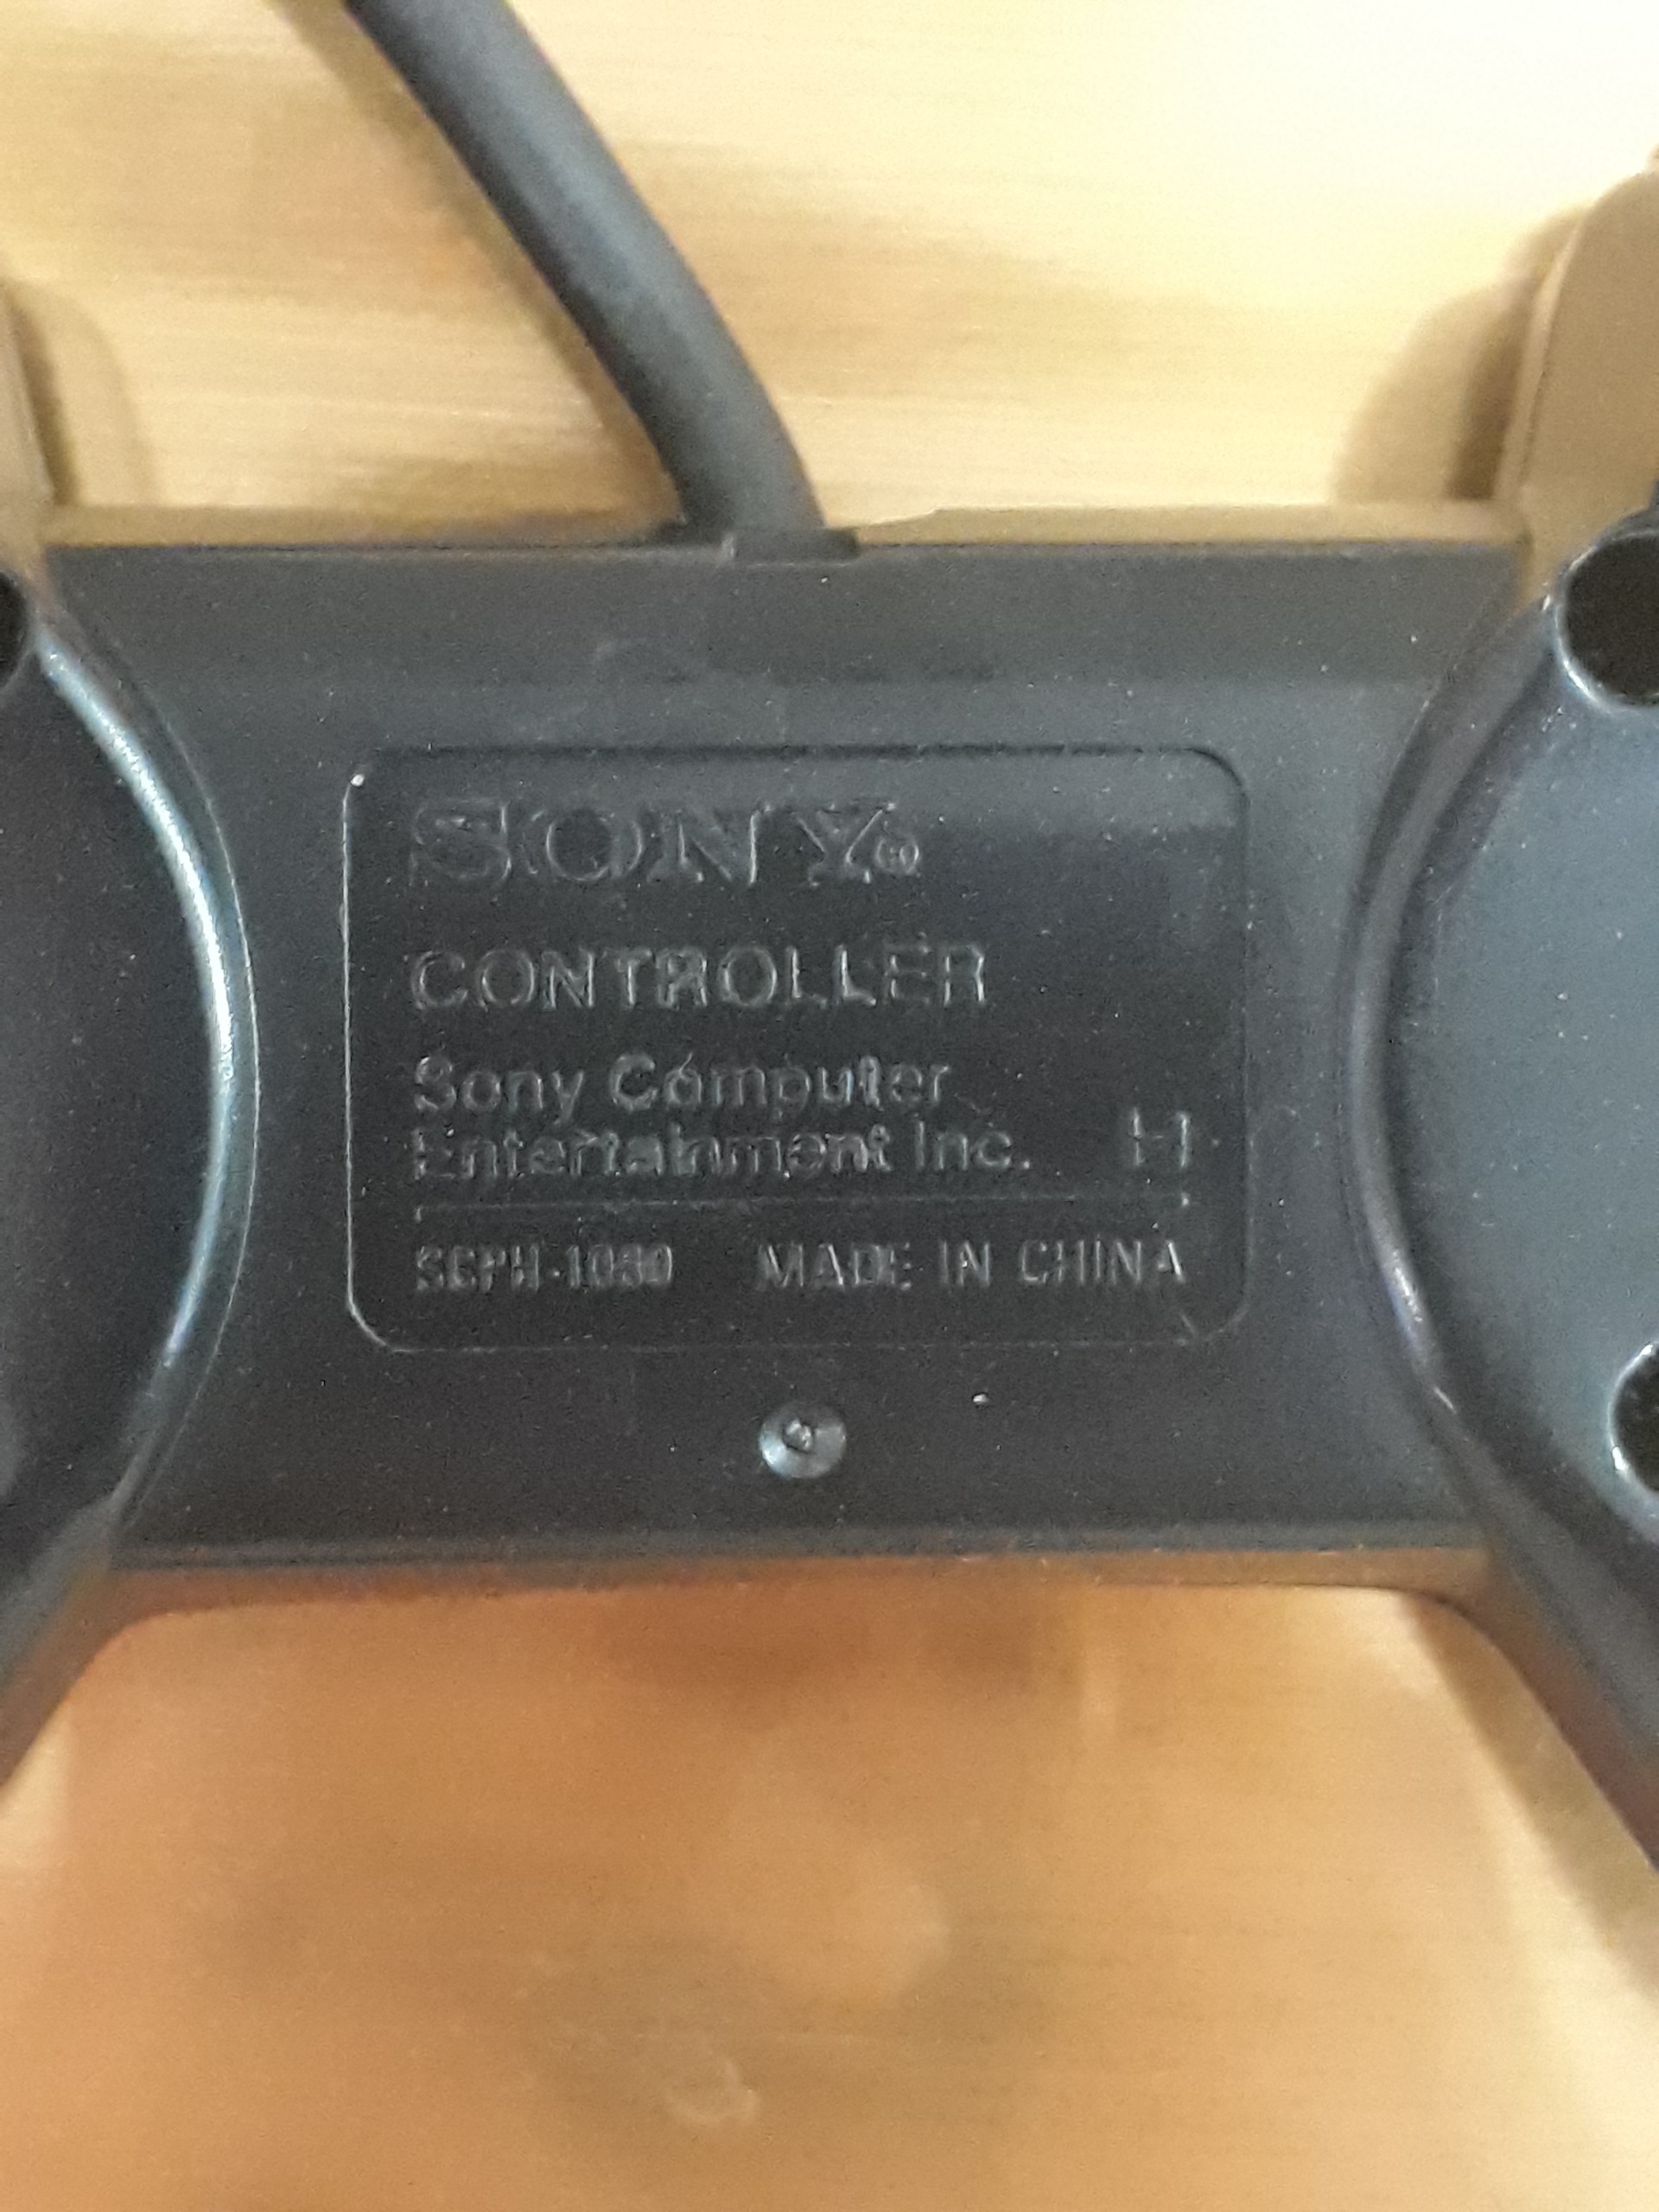 SONY®
CONTROLLER
Sony Computer
Entertainment Inc. H
SCPH-1080 MADE IN CHINA